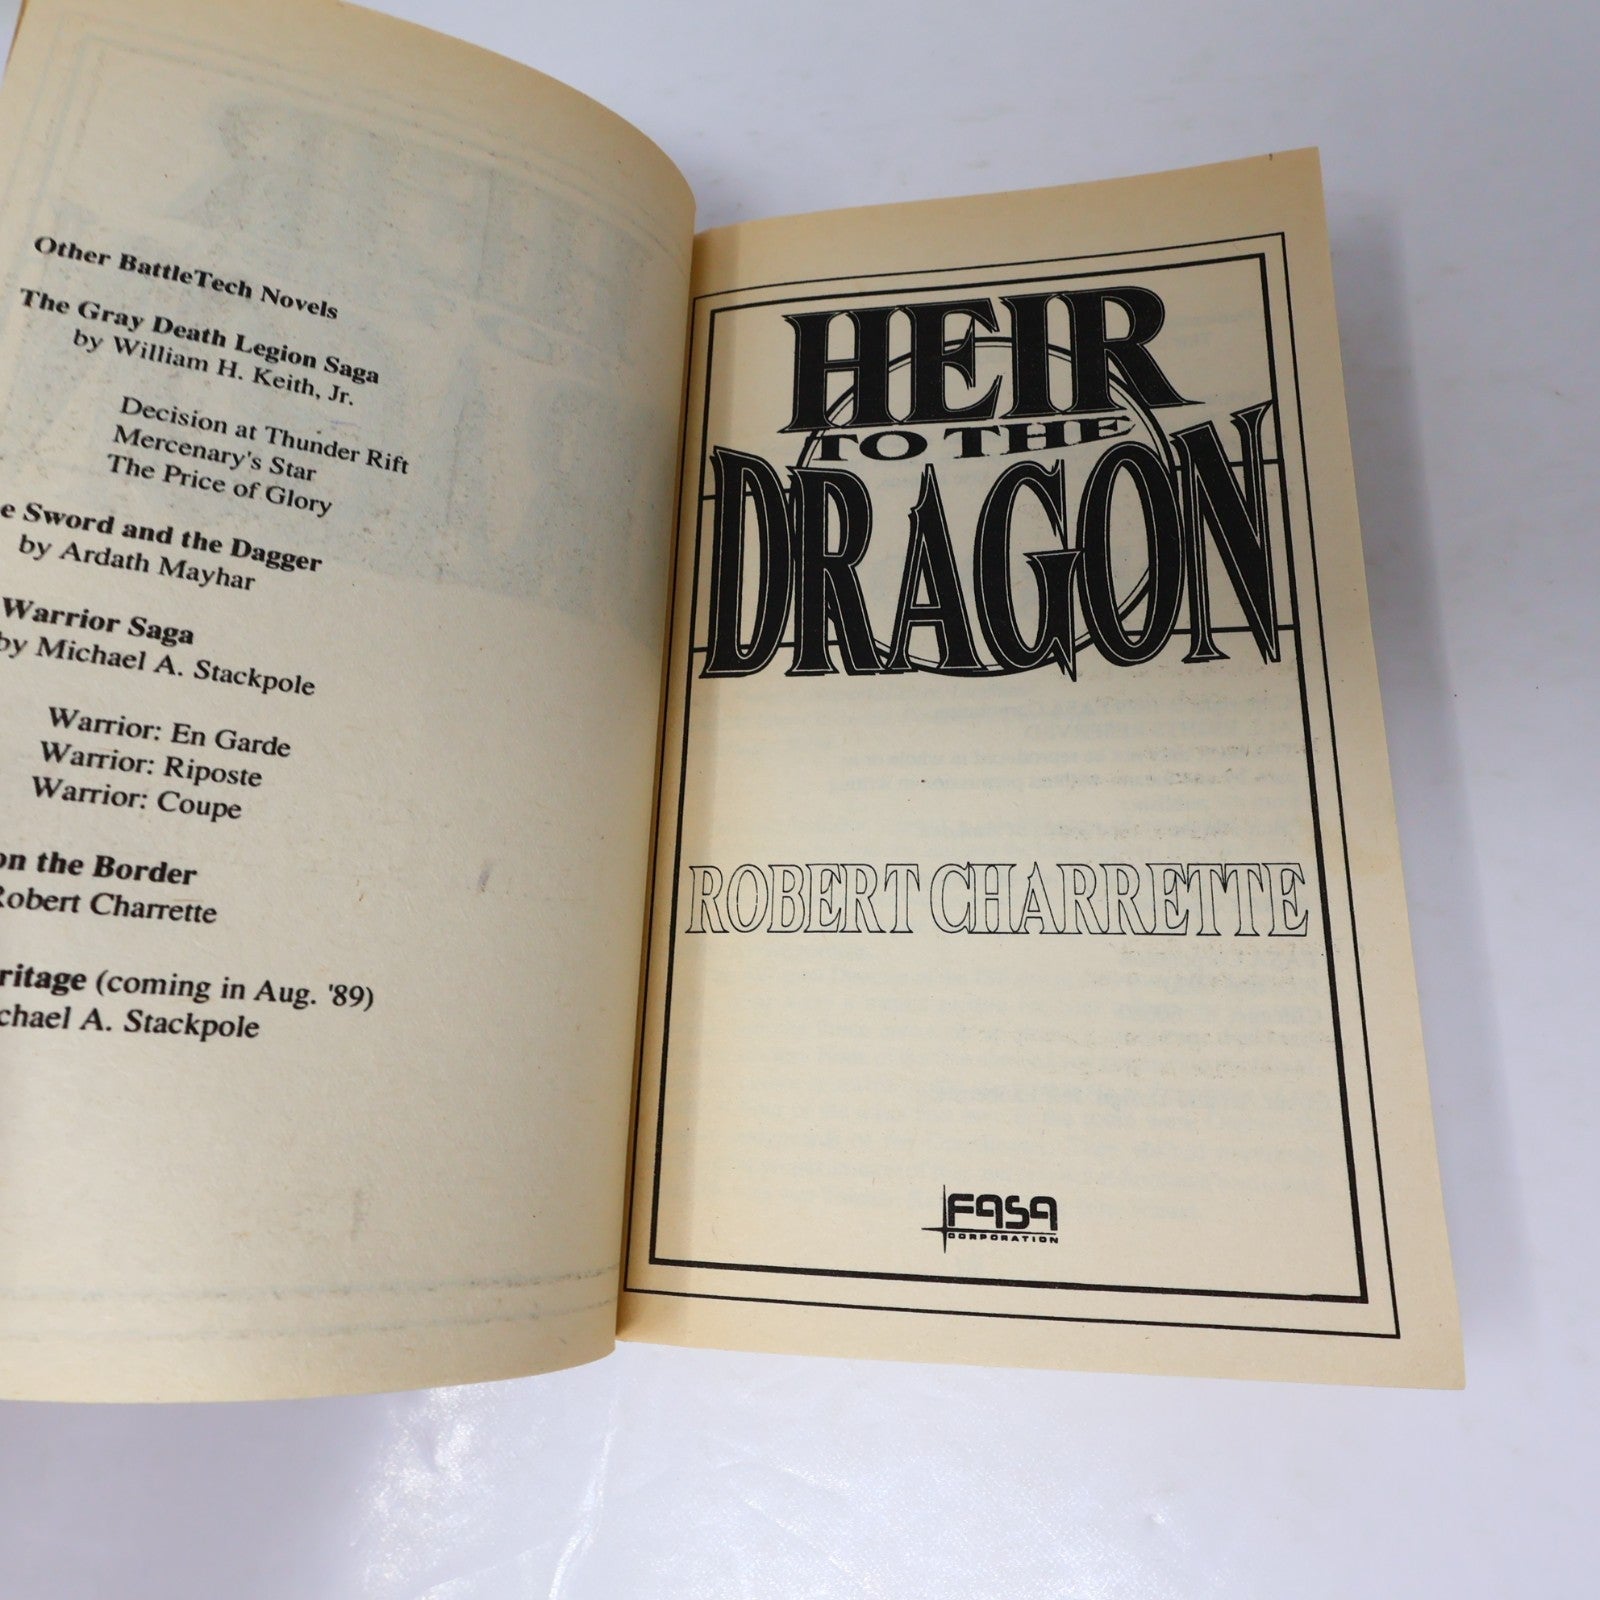 Other BattleTech Novels
The Gray Death Legion Saga
by William H. Keith, Jr.
Decision at Thunder Rift
Mercenary's Star
The Price of Glory
e Sword and the Dagger
by Ardath Mayhar
Warrior Saga
by Michael A. Stackpole
Warrior: En Garde
Warrior: Riposte
Warrior: Coupe
on the Border
Robert Charrette
ritage (coming in Aug. '89)
chael A. Stackpole
HEIR
TO THE
DRAGON
ROBERT CHARRETTE
FASA
CORPORATION